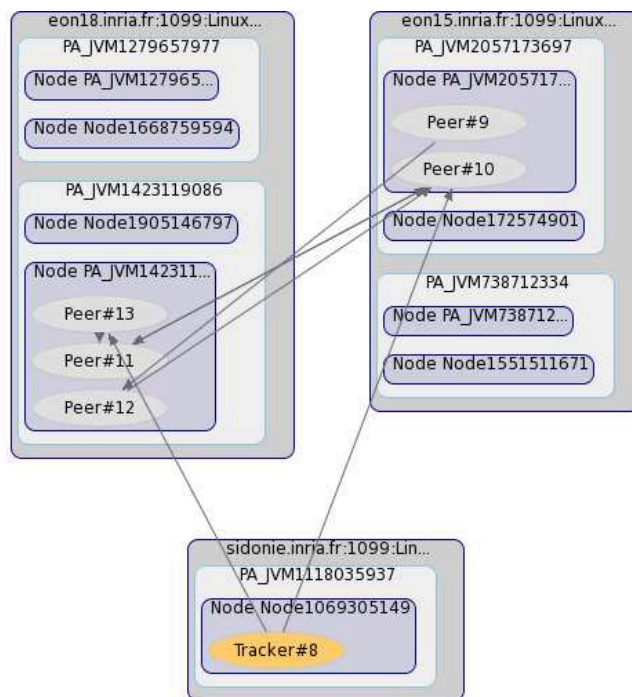 eon18.inria.fr:1099:Linux...
PA_JVM1279657977
Node PA_JVM127965...
Node Node1668759594
PA_JVM1423119086
Node Node1905146797
Node PA_JVM142311...
Peer#13
Peer#11
Peer#12
eon15.inria.fr:1099:Linux...
PA_JVM2057173697
Node PA_JVM205717...
Peer#9
Peer#10
Node Node172574901
PA_JVM738712334
Node PA_JVM738712...
Node Node1551511671
sidonie.inria.fr:1099:Lin...
PA_JVM1118035937
Node Node1069305149
Tracker#8